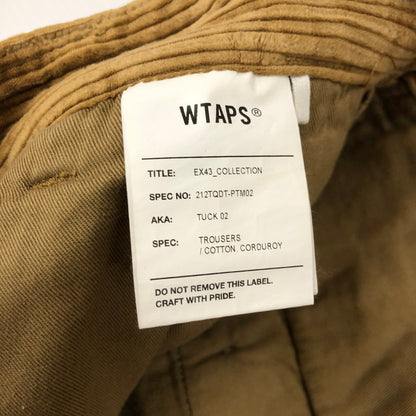 WTAPS®
TITLE: EX43_COLLECTION
SPEC NO: 212TQDT-PTM02
AKA: TUCK 02
SPEC: TROUSERS
/ COTTON. CORDUROY
DO NOT REMOVE THIS LABEL.
CRAFT WITH PRIDE.